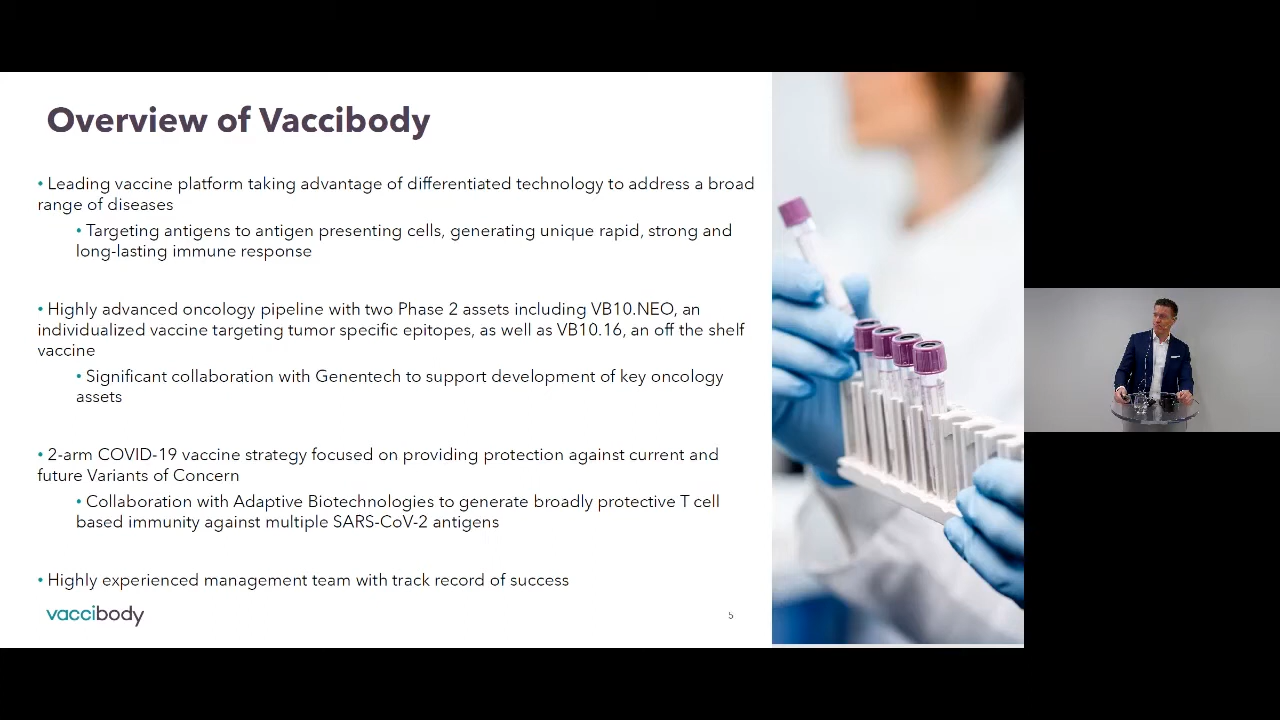 Overview of Vaccibody
• Leading vaccine platform taking advantage of differentiated technology to address a broad
range of diseases
• Targeting antigens to antigen presenting cells, generating unique rapid, strong and
long-lasting immune response
• Highly advanced oncology pipeline with two Phase 2 assets including VB10.NEO, an
individualized vaccine targeting tumor specific epitopes, as well as VB10.16, an off the shelf
vaccine
• Significant collaboration with Genentech to support development of key oncology
assets
• 2-arm COVID-19 vaccine strategy focused on providing protection against current and
future Variants of Concern
• Collaboration with Adaptive Biotechnologies to generate broadly protective T cell
based immunity against multiple SARS-CoV-2 antigens
• Highly experienced management team with track record of success
vaccibody
5